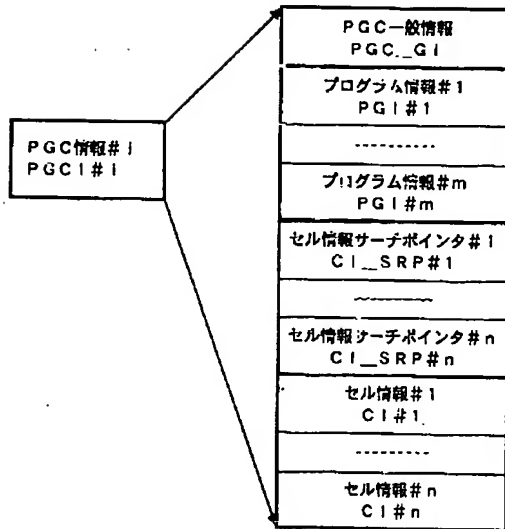 PGC情報#i
PGCI#i
PGC一般情報
PGC_GI
プログラム情報#1
PGI#1
----------
プログラム情報#m
PGI#m
セル情報サーチポインタ#1
CI_SRP#1
セル情報サーチポインタ#n
CI_SRP#n
セル情報#1
CI#1
----------
セル情報#n
CI#n